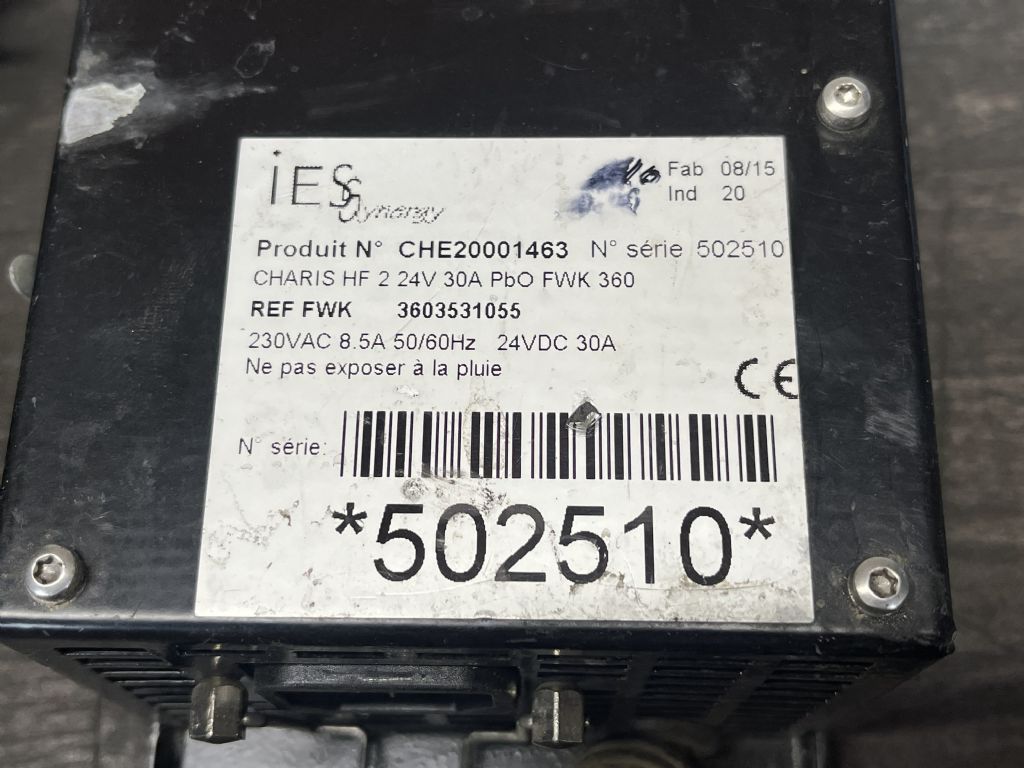 iES Synergy
Fab 08/15
Ind 20
Produit N° CHE20001463 N° série 502510
CHARIS HF 2 24V 30A PbO FWK 360
REF FWK 3603531055
230VAC 8.5A 50/60Hz 24VDC 30A
Ne pas exposer à la pluie
CE
N° série:
*502510*